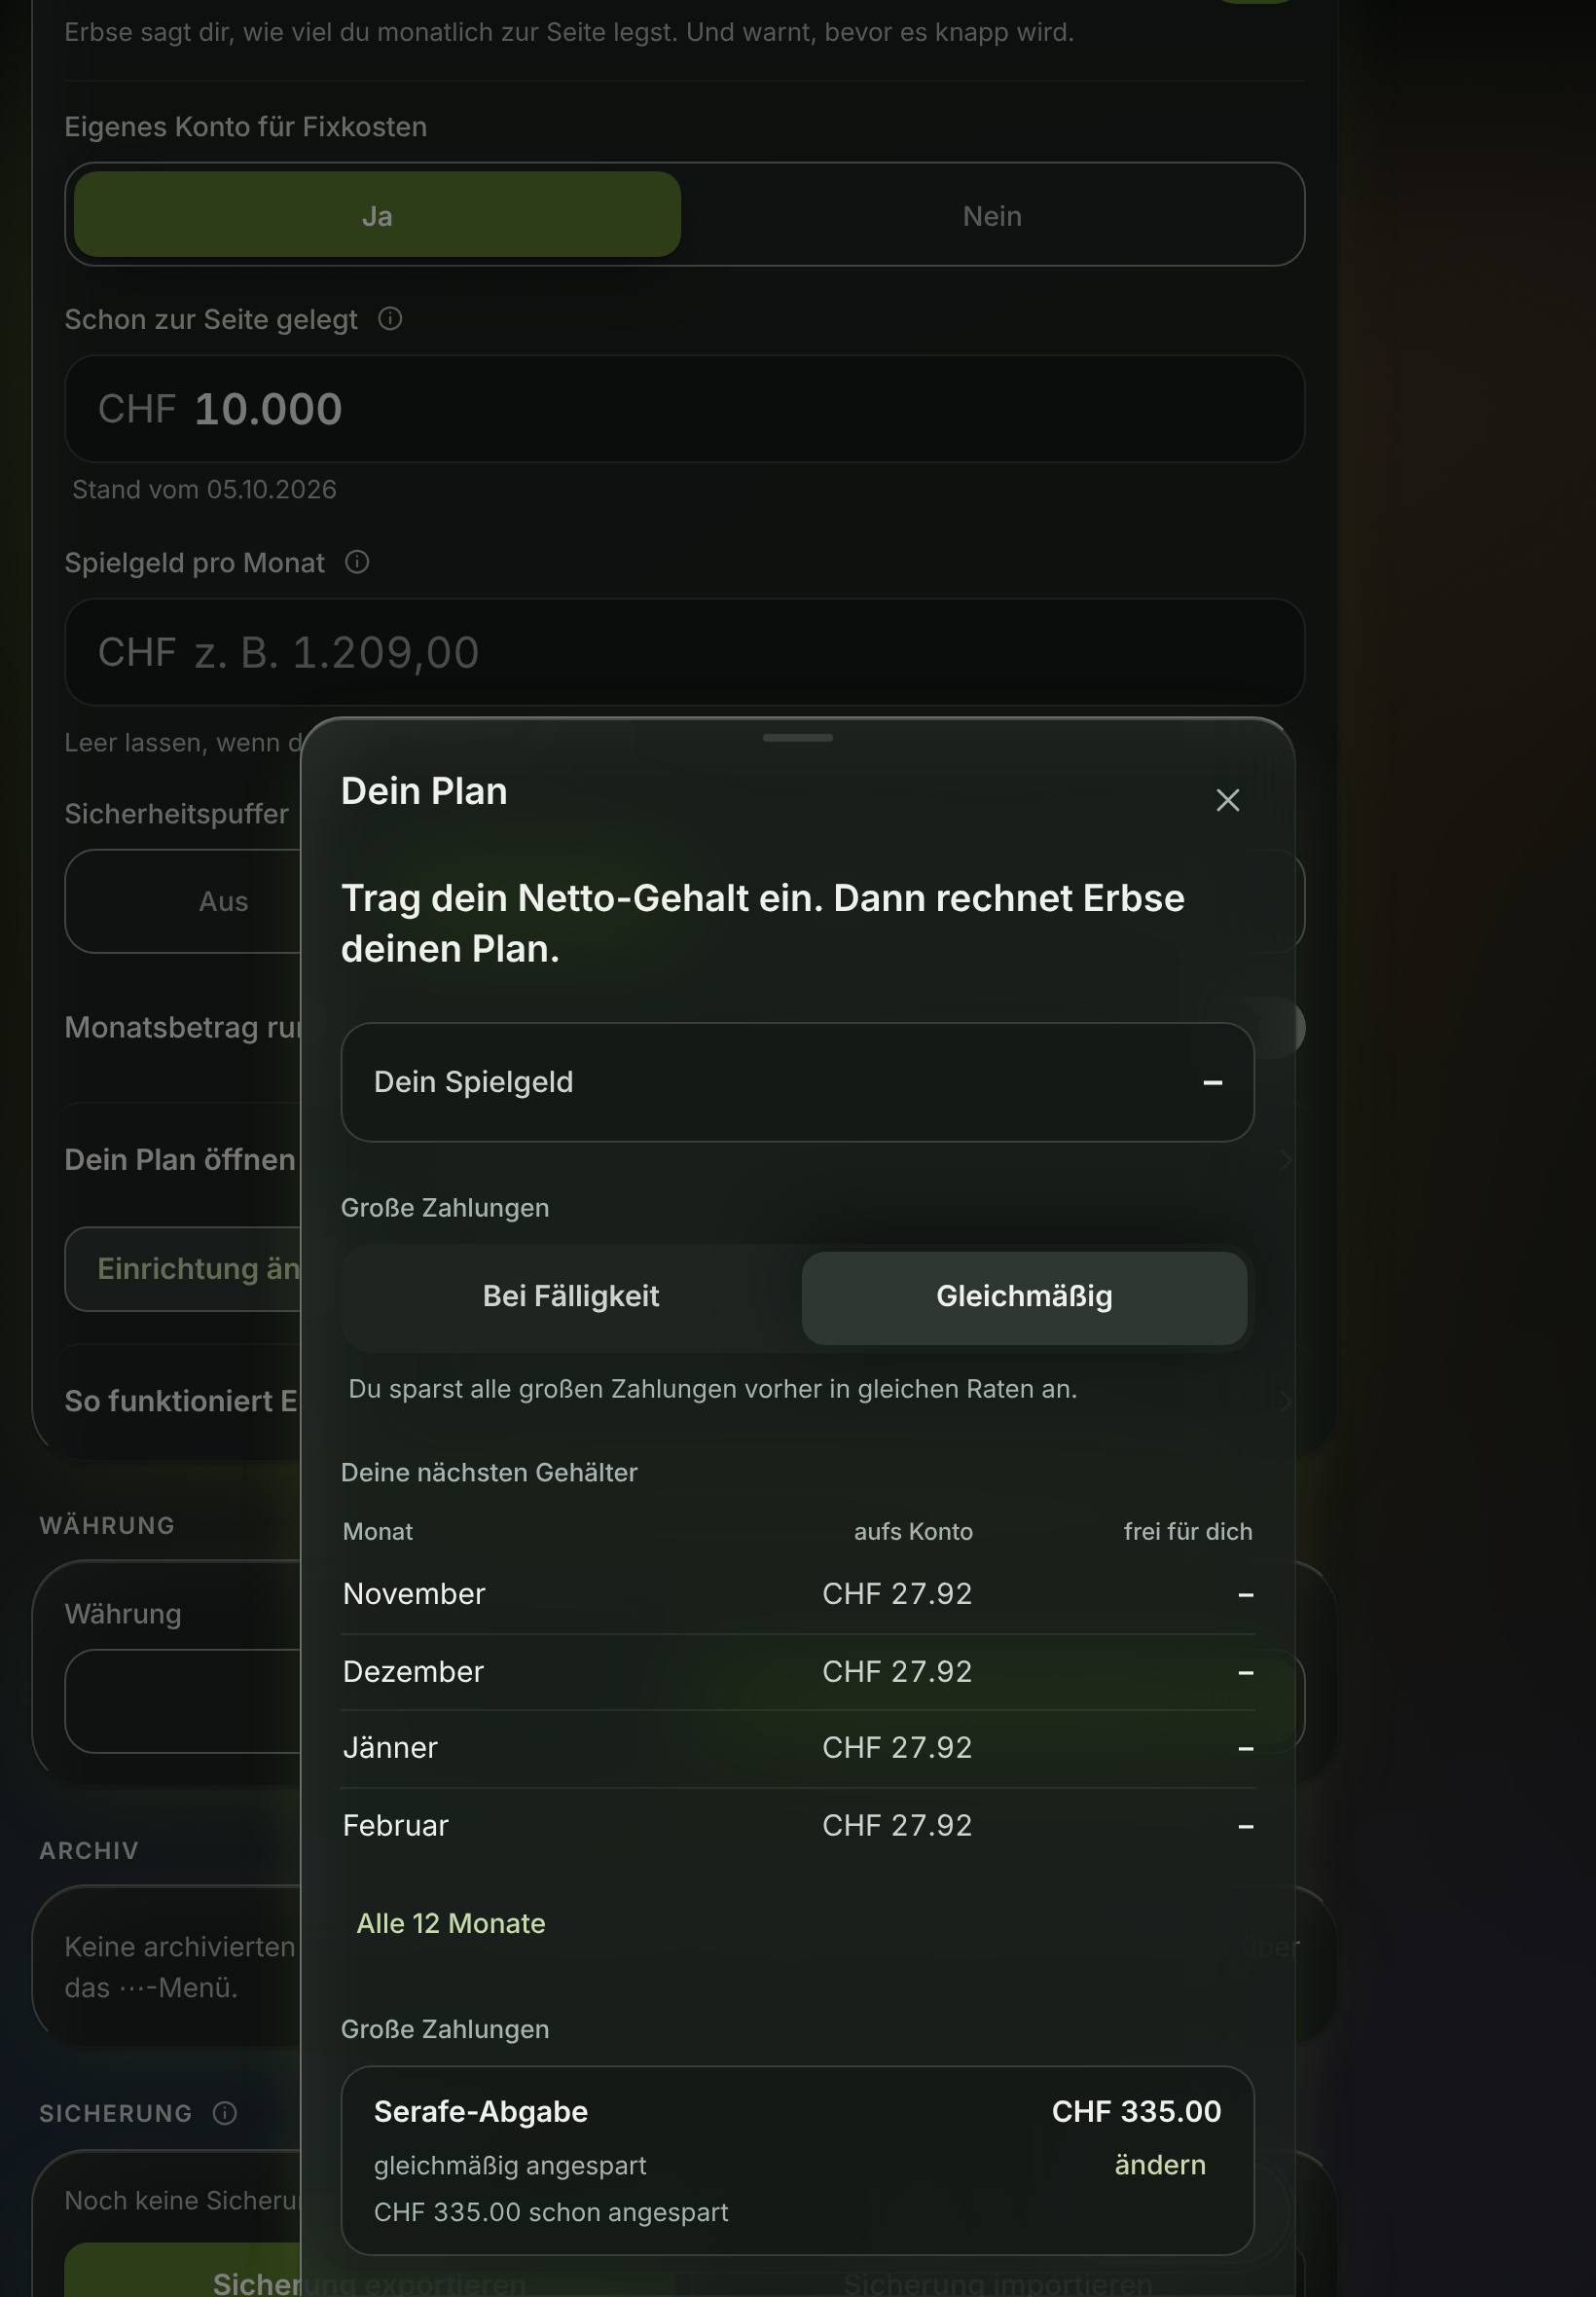 Erbse sagt dir, wie viel du monatlich zur Seite legst. Und warnt, bevor es knapp wird.
Eigenes Konto für Fixkosten
Ja
Nein
Schon zur Seite gelegt
CHF 10.000
Stand vom 05.10.2026
Spielgeld pro Monat
CHF z. B. 1.209,00
Leer lassen, wenn d
Sicherheitspuffer
Aus
Monatsbetrag ru
Dein Plan öffnen
Einrichtung än
So funktioniert E
WÄHRUNG
Währung
ARCHIV
Keine archivierten
über
das ···-Menü.
SICHERUNG
Noch keine Sicheru
Sicherung exportieren
Sicherung importieren
Dein Plan
Trag dein Netto-Gehalt ein. Dann rechnet Erbse
deinen Plan.
Dein Spielgeld –
Große Zahlungen
Bei Fälligkeit
Gleichmäßig
Du sparst alle großen Zahlungen vorher in gleichen Raten an.
Deine nächsten Gehälter
Monat aufs Konto frei für dich
November CHF 27.92 –
Dezember CHF 27.92 –
Jänner CHF 27.92 –
Februar CHF 27.92 –
Alle 12 Monate
Große Zahlungen
Serafe-Abgabe CHF 335.00
gleichmäßig angespart ändern
CHF 335.00 schon angespart